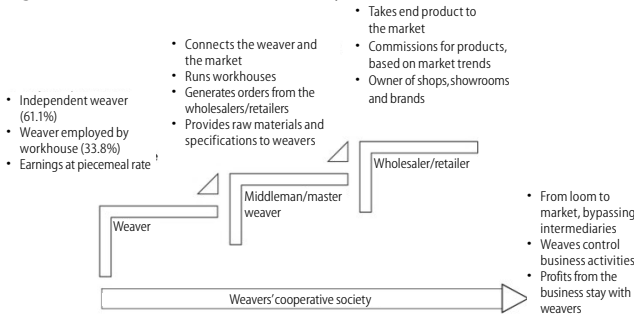 • Independent weaver
(61.1%)
• Weaver employed by
workhouse (33.8%)
• Earnings at piecemeal rate
Weaver
• Connects the weaver and
the market
• Runs workhouses
• Generates orders from the
wholesalers/retailers
• Provides raw materials and
specifications to weavers
Middleman/master
weaver
• Takes end product to
the market
• Commissions for products,
based on market trends
• Owner of shops, showrooms
and brands
Wholesaler/retailer
• From loom to
market, bypassing
intermediaries
• Weaves control
business activities
• Profits from the
business stay with
weavers
Weavers' cooperative society